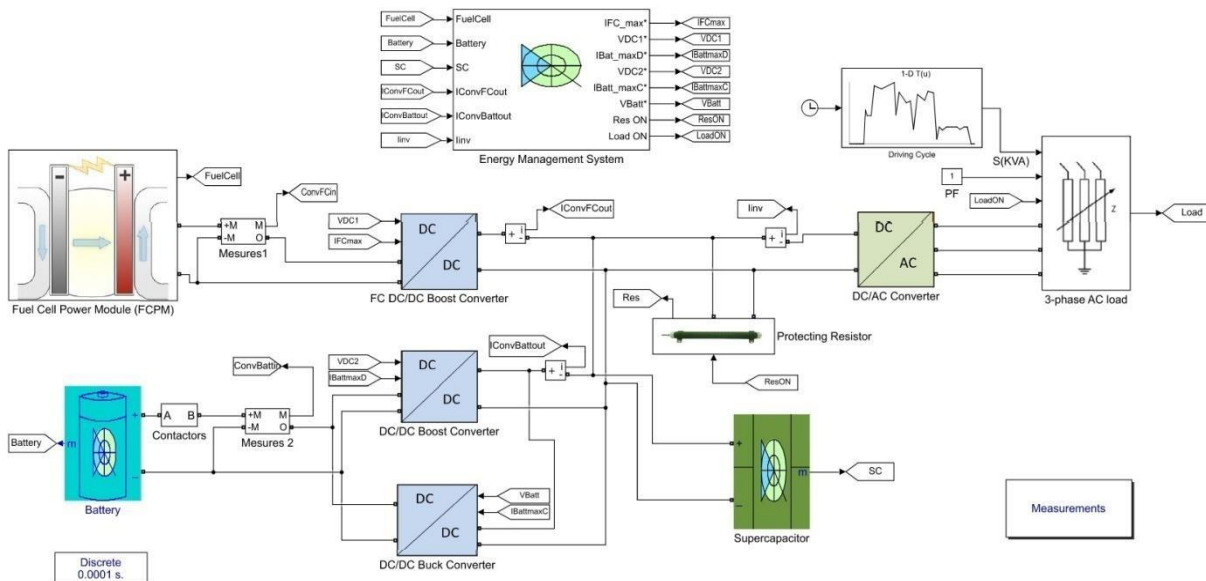 FuelCell
Battery
SC
IConvFCout
IConvBattout
Iinv
FuelCell
Battery
SC
IConvFCout
IConvBattout
Iinv
IFC_max*
VDC1*
IBat_maxD*
VDC2*
IBatt_maxC*
VBatt*
Res ON
Load ON
IFCmax
VDC1
IBattmaxD
VDC2
IBattmaxC
VBatt
ResON
LoadON
Energy Management System
1-D T(u)
Driving Cycle
S(KVA)
1
PF
LoadON
Z
Load
3-phase AC load
- +
FuelCell
Fuel Cell Power Module (FCPM)
ConvFCin
+M M
-M O
Mesures1
VDC1
IFCmax
DC
DC
FC DC/DC Boost Converter
IConvFCout
+ i
-
Iinv
+ i
-
DC
AC
DC/AC Converter
Res
Protecting Resistor
ResON
ConvBattin
Battery
m
+
-
Battery
A B
Contactors
+M M
-M O
Mesures 2
VDC2
IBattmaxD
DC
DC
DC/DC Boost Converter
IConvBattout
+ i
-
DC
DC
VBatt
IBattmaxC
DC/DC Buck Converter
+
-
m
SC
Supercapacitor
Measurements
Discrete
0.0001 s.